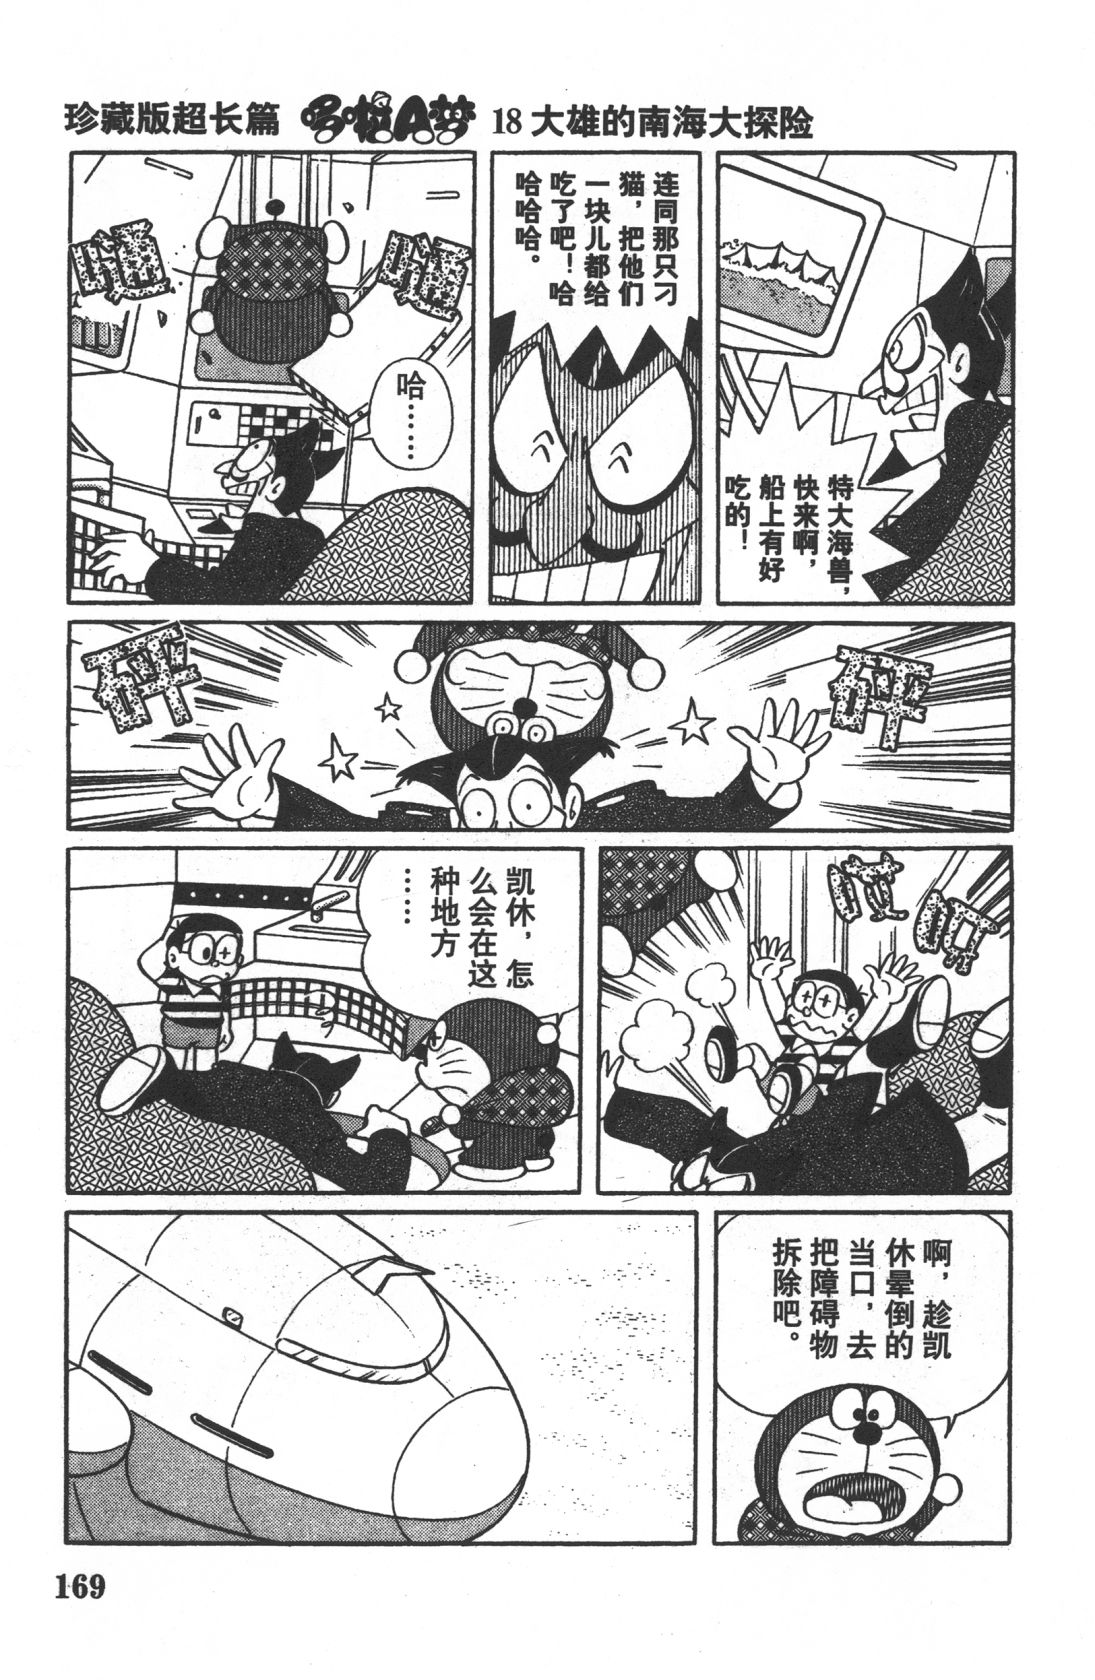 珍藏版超长篇 哆啦A梦 18 大雄的南海大探险
特大海兽，
快来啊，
船上有好
吃的！
连同那只刁
猫，把他们
一块儿都给
吃了吧！哈
哈哈哈。
哈……
砰
砰
凯休，怎
么会在这
种地方
……
啊，趁凯
休晕倒的
当口，去
把障碍物
拆除吧。
169